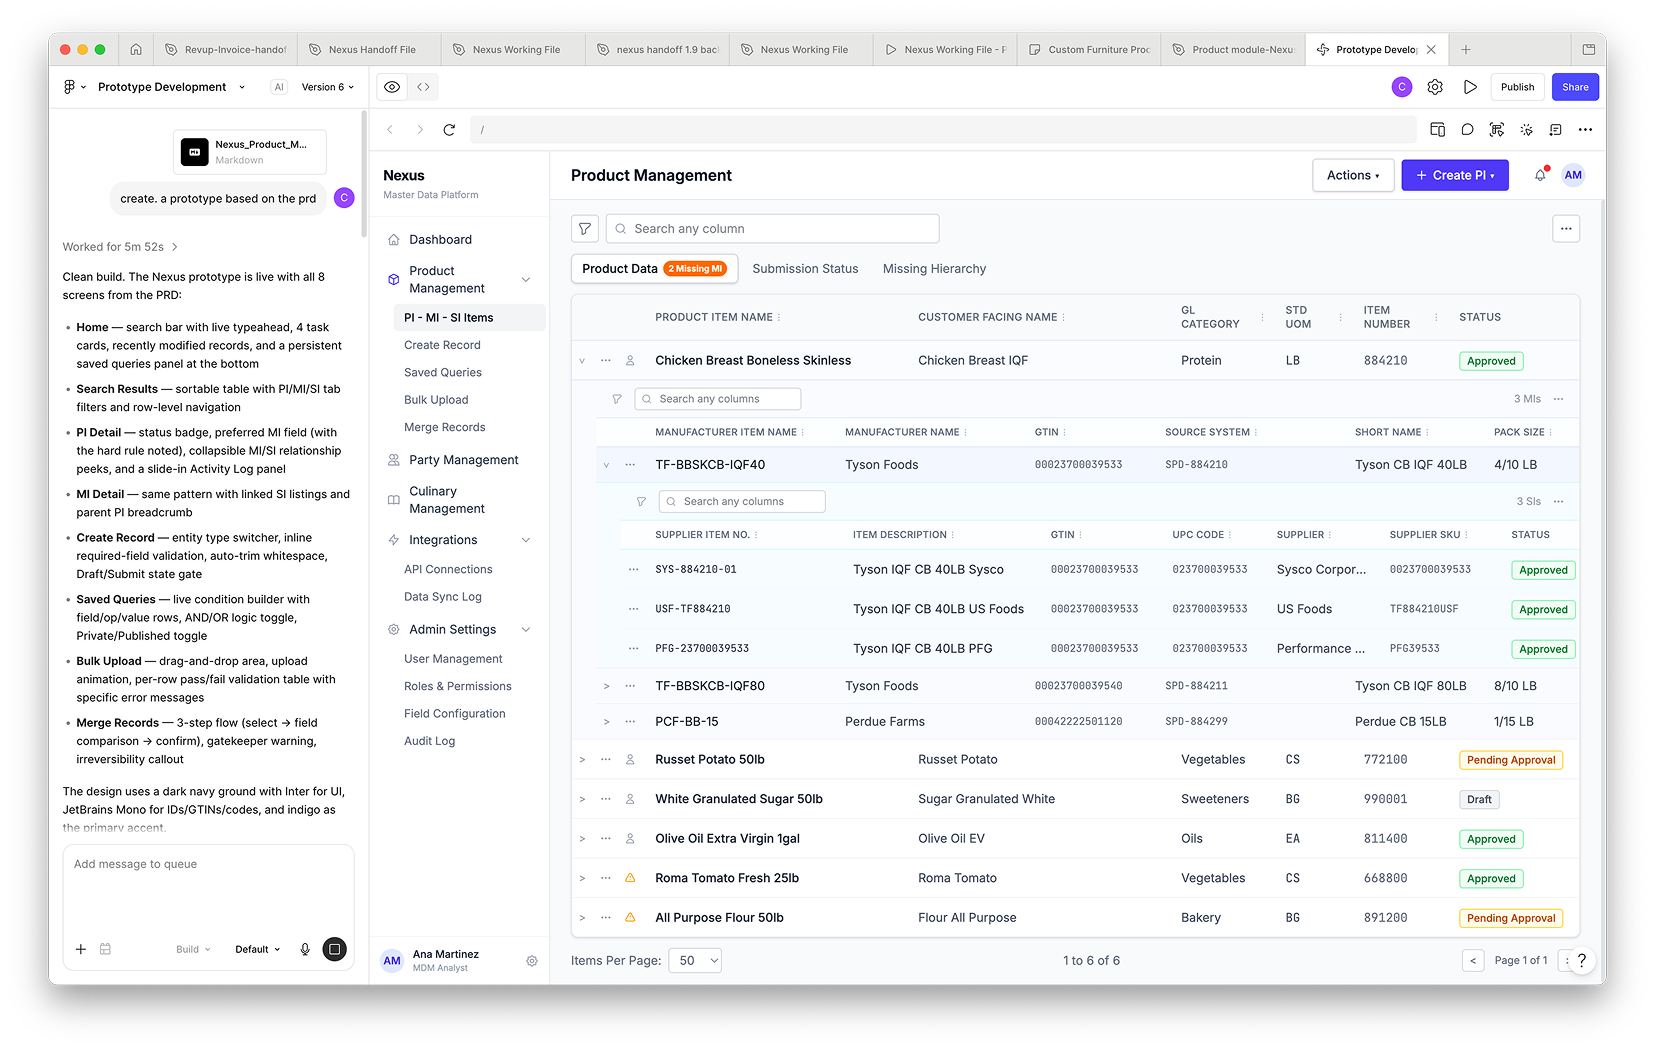 Revup-Invoice-handof
Nexus Handoff File
Nexus Working File
nexus handoff 1.9 bac
Nexus Working File
Nexus Working File - P
Custom Furniture Proc
Product module-Nexu
Prototype Develop
Prototype Development
AI
Version 6
C
Publish
Share
/
Nexus_Product_M...
Markdown
create. a prototype based on the prd
C
Worked for 5m 52s
Clean build. The Nexus prototype is live with all 8
screens from the PRD:
• Home — search bar with live typeahead, 4 task
cards, recently modified records, and a persistent
saved queries panel at the bottom
• Search Results — sortable table with PI/MI/SI tab
filters and row-level navigation
• PI Detail — status badge, preferred MI field (with
the hard rule noted), collapsible MI/SI relationship
peeks, and a slide-in Activity Log panel
• MI Detail — same pattern with linked SI listings and
parent PI breadcrumb
• Create Record — entity type switcher, inline
required-field validation, auto-trim whitespace,
Draft/Submit state gate
• Saved Queries — live condition builder with
field/op/value rows, AND/OR logic toggle,
Private/Published toggle
• Bulk Upload — drag-and-drop area, upload
animation, per-row pass/fail validation table with
specific error messages
• Merge Records — 3-step flow (select → field
comparison → confirm), gatekeeper warning,
irreversibility callout
The design uses a dark navy ground with Inter for UI,
JetBrains Mono for IDs/GTINs/codes, and indigo as
the primary accent.
Add message to queue
Build
Default
Nexus
Master Data Platform
Dashboard
Product
Management
PI - MI - SI Items
Create Record
Saved Queries
Bulk Upload
Merge Records
Party Management
Culinary
Management
Integrations
API Connections
Data Sync Log
Admin Settings
User Management
Roles & Permissions
Field Configuration
Audit Log
AM
Ana Martinez
MDM Analyst
Product Management
Actions
+ Create PI
AM
Search any column
Product Data 2 Missing MI Submission Status Missing Hierarchy
PRODUCT ITEM NAME CUSTOMER FACING NAME GL CATEGORY STD UOM ITEM NUMBER STATUS
Chicken Breast Boneless Skinless Chicken Breast IQF Protein LB 884210 Approved
Search any columns 3 MIs
MANUFACTURER ITEM NAME MANUFACTURER NAME GTIN SOURCE SYSTEM SHORT NAME PACK SIZE
TF-BBSKCB-IQF40 Tyson Foods 00023700039533 SPD-884210 Tyson CB IQF 40LB 4/10 LB
Search any columns 3 SIs
SUPPLIER ITEM NO. ITEM DESCRIPTION GTIN UPC CODE SUPPLIER SUPPLIER SKU STATUS
SYS-884210-01 Tyson IQF CB 40LB Sysco 00023700039533 023700039533 Sysco Corpor... 0023700039533 Approved
USF-TF884210 Tyson IQF CB 40LB US Foods 00023700039533 023700039533 US Foods TF884210USF Approved
PFG-23700039533 Tyson IQF CB 40LB PFG 00023700039533 023700039533 Performance ... PFG39533 Approved
TF-BBSKCB-IQF80 Tyson Foods 00023700039540 SPD-884211 Tyson CB IQF 80LB 8/10 LB
PCF-BB-15 Perdue Farms 00042222501120 SPD-884299 Perdue CB 15LB 1/15 LB
Russet Potato 50lb Russet Potato Vegetables CS 772100 Pending Approval
White Granulated Sugar 50lb Sugar Granulated White Sweeteners BG 990001 Draft
Olive Oil Extra Virgin 1gal Olive Oil EV Oils EA 811400 Approved
Roma Tomato Fresh 25lb Roma Tomato Vegetables CS 668800 Approved
All Purpose Flour 50lb Flour All Purpose Bakery BG 891200 Pending Approval
Items Per Page: 50 1 to 6 of 6 < Page 1 of 1 ?